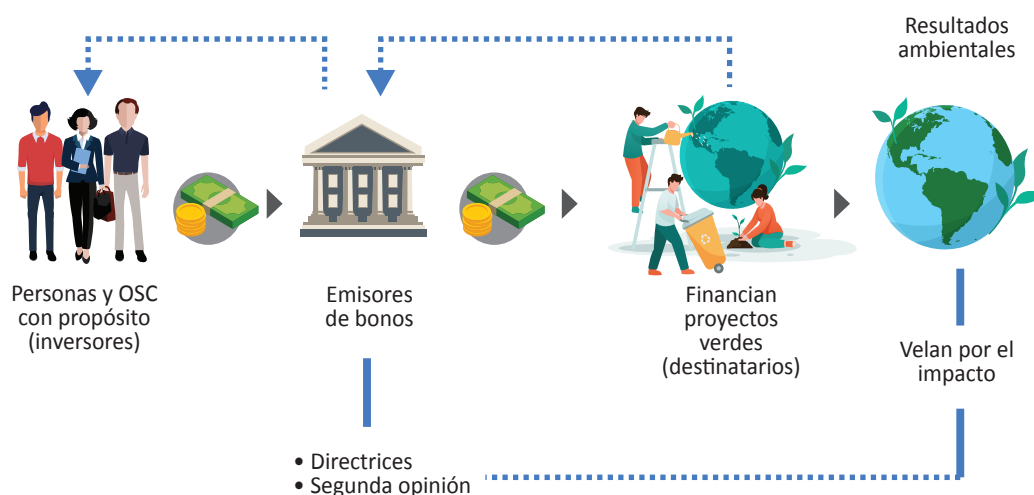 Resultados
ambientales
Personas y OSC
con propósito
(inversores)
Emisores
de bonos
Financian
proyectos
verdes
(destinatarios)
Velan por el
impacto
• Directrices
• Segunda opinión